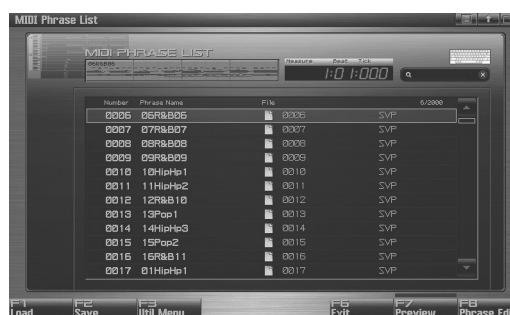 MIDI Phrase List
MIDI PHRASE LIST
06R&B06
Measure Beat Tick
1:01:000
Number Phrase Name File 6/2000
0006 06R&B06 0006 SVP
0007 07R&B07 0007 SVP
0008 08R&B08 0008 SVP
0009 09R&B09 0009 SVP
0010 10HipHp1 0010 SVP
0011 11HipHp2 0011 SVP
0012 12R&B10 0012 SVP
0013 13Pop1 0013 SVP
0014 14HipHp3 0014 SVP
0015 15Pop2 0015 SVP
0016 16R&B11 0016 SVP
0017 01HipHp1 0017 SVP
F1 F2 F3 F6 F7 F8
Load Save Util Menu Exit Preview Phrase Ed